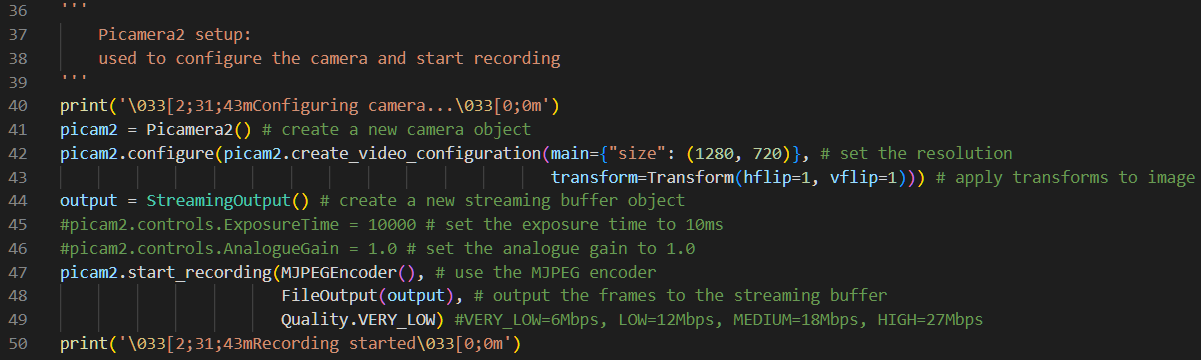 36 '''
37     Picamera2 setup:
38     used to configure the camera and start recording
39 '''
40 print('\033[2;31;43mConfiguring camera...\033[0;0m')
41 picam2 = Picamera2() # create a new camera object
42 picam2.configure(picam2.create_video_configuration(main={"size": (1280, 720)}, # set the resolution
43                                                    transform=Transform(hflip=1, vflip=1))) # apply transforms to image
44 output = StreamingOutput() # create a new streaming buffer object
45 #picam2.controls.ExposureTime = 10000 # set the exposure time to 10ms
46 #picam2.controls.AnalogueGain = 1.0 # set the analogue gain to 1.0
47 picam2.start_recording(MJPEGEncoder(), # use the MJPEG encoder
48                        FileOutput(output), # output the frames to the streaming buffer
49                        Quality.VERY_LOW) #VERY_LOW=6Mbps, LOW=12Mbps, MEDIUM=18Mbps, HIGH=27Mbps
50 print('\033[2;31;43mRecording started\033[0;0m')